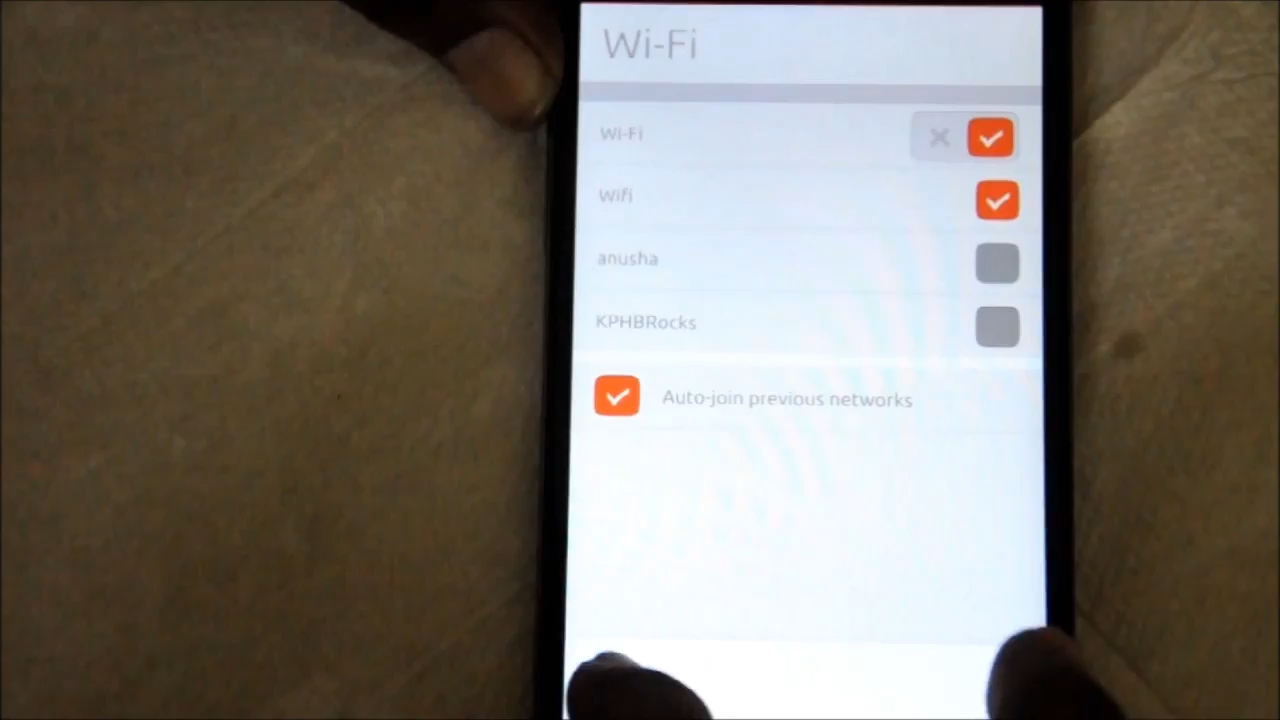 Wi-Fi
Wi-Fi
Wifi
anusha
KPHBRocks
Auto-join previous networks